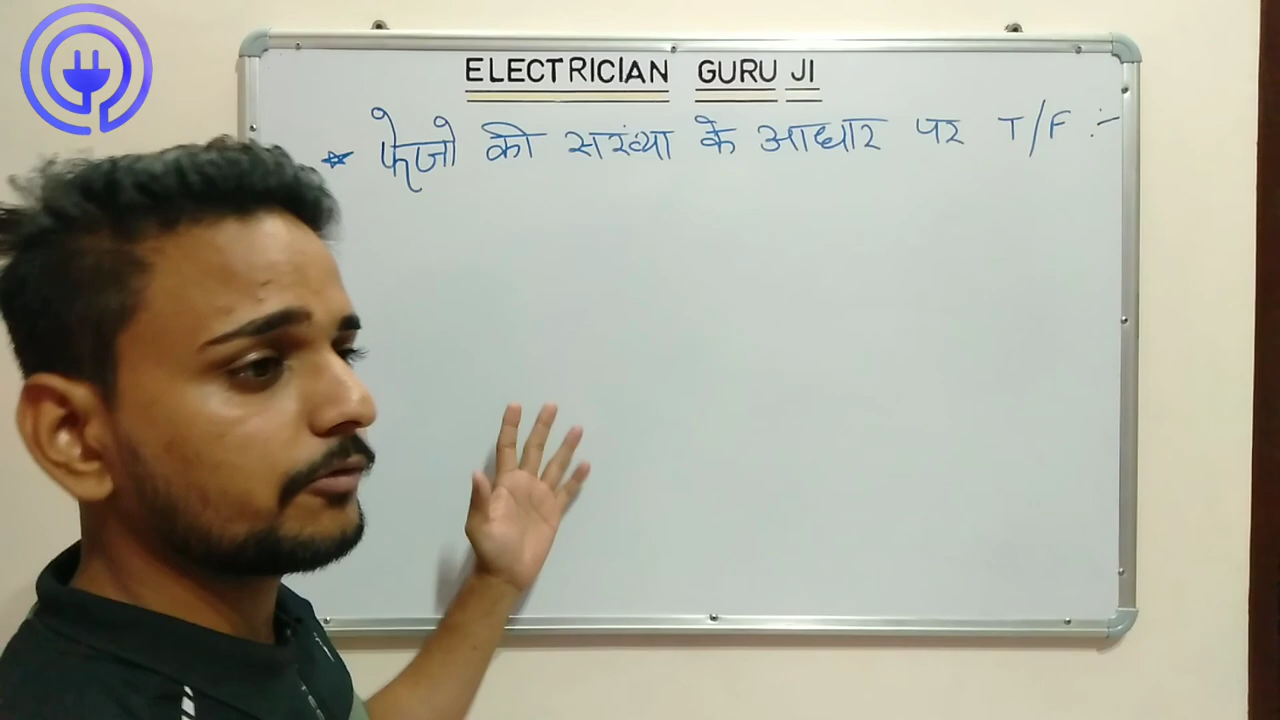 ELECTRICIAN GURU JI
* फेजो की संख्या के आधार पर T/F :-